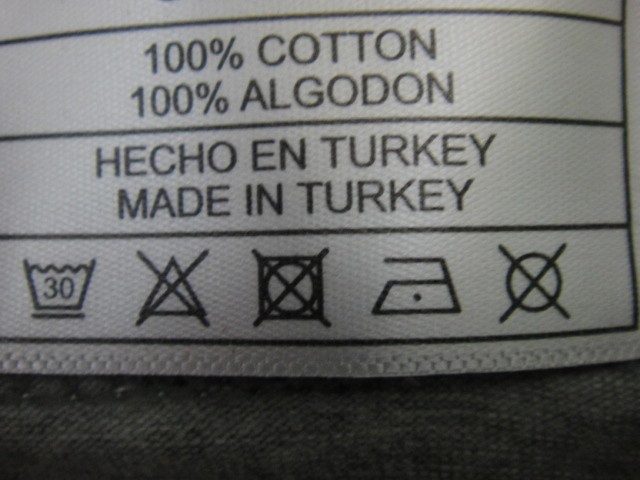 100% COTTON
100% ALGODON
HECHO EN TURKEY
MADE IN TURKEY
30